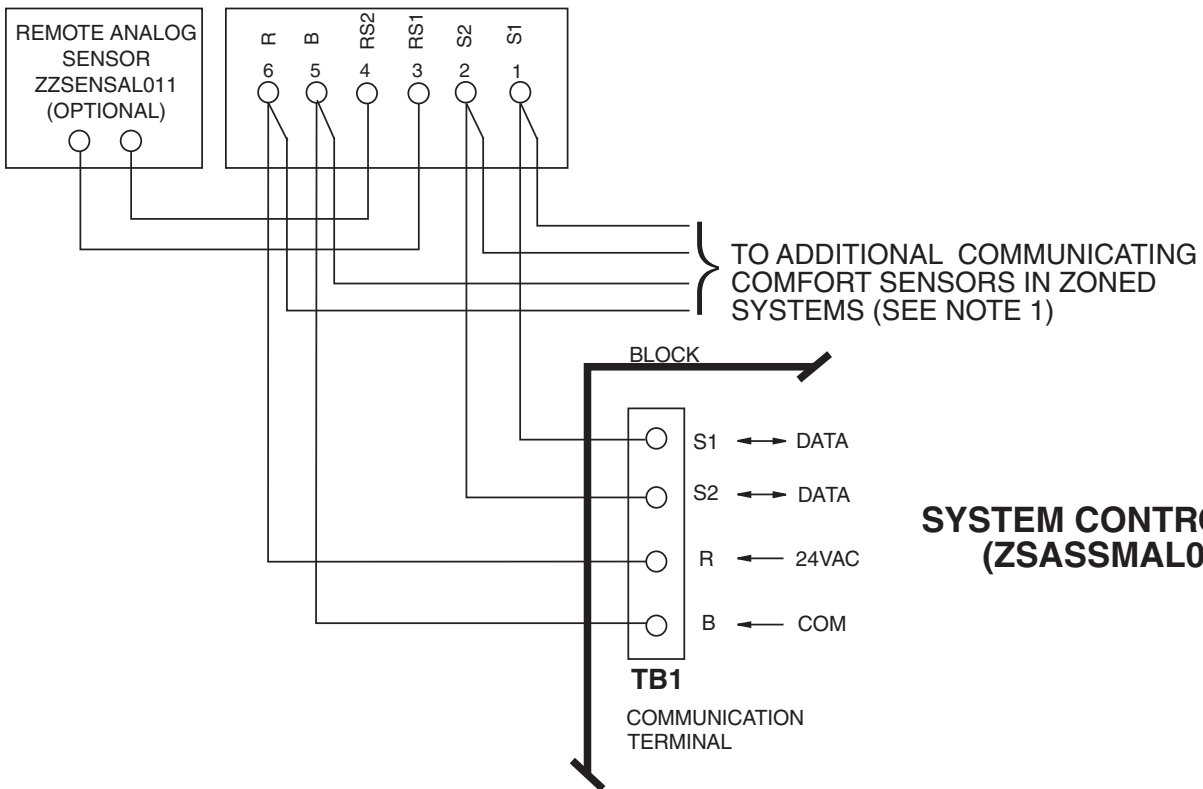 REMOTE ANALOG
SENSOR
ZZSENSAL011
(OPTIONAL)
R B RS2 RS1 S2 S1
6 5 4 3 2 1
TO ADDITIONAL COMMUNICATING
COMFORT SENSORS IN ZONED
SYSTEMS (SEE NOTE 1)
BLOCK
S1 DATA
S2 DATA
R 24VAC
B COM
TB1
COMMUNICATION
TERMINAL
SYSTEM CONTRO
(ZSASSMAL0